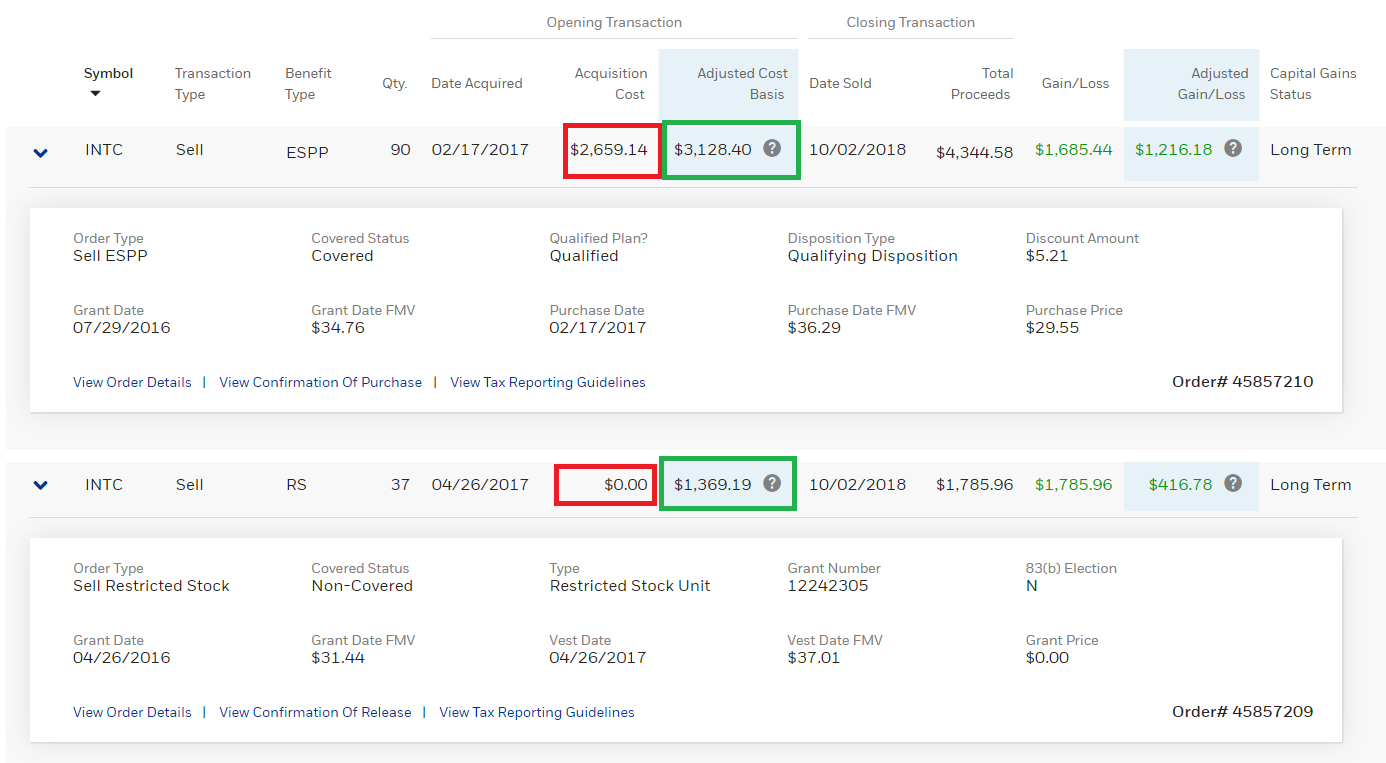 Opening Transaction Closing Transaction
Symbol Transaction Type Benefit Type Qty. Date Acquired Acquisition Cost Adjusted Cost Basis Date Sold Total Proceeds Gain/Loss Adjusted Gain/Loss Capital Gains Status
INTC Sell ESPP 90 02/17/2017 $2,659.14 $3,128.40 ? 10/02/2018 $4,344.58 $1,685.44 $1,216.18 ? Long Term
Order Type Covered Status Qualified Plan? Disposition Type Discount Amount
Sell ESPP Covered Qualified Qualifying Disposition $5.21
Grant Date Grant Date FMV Purchase Date Purchase Date FMV Purchase Price
07/29/2016 $34.76 02/17/2017 $36.29 $29.55
View Order Details | View Confirmation Of Purchase | View Tax Reporting Guidelines Order# 45857210
INTC Sell RS 37 04/26/2017 $0.00 $1,369.19 ? 10/02/2018 $1,785.96 $1,785.96 $416.78 ? Long Term
Order Type Covered Status Type Grant Number 83(b) Election
Sell Restricted Stock Non-Covered Restricted Stock Unit 12242305 N
Grant Date Grant Date FMV Vest Date Vest Date FMV Grant Price
04/26/2016 $31.44 04/26/2017 $37.01 $0.00
View Order Details | View Confirmation Of Release | View Tax Reporting Guidelines Order# 45857209